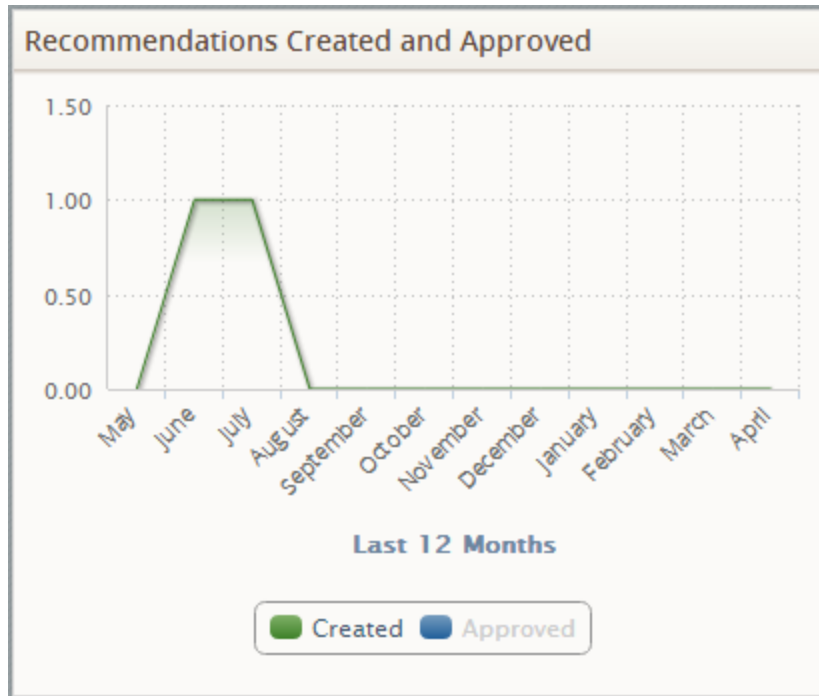 Recommendations Created and Approved
1.50
1.00
0.50
0.00
May June July August September October November December January February March April
Last 12 Months
Created Approved